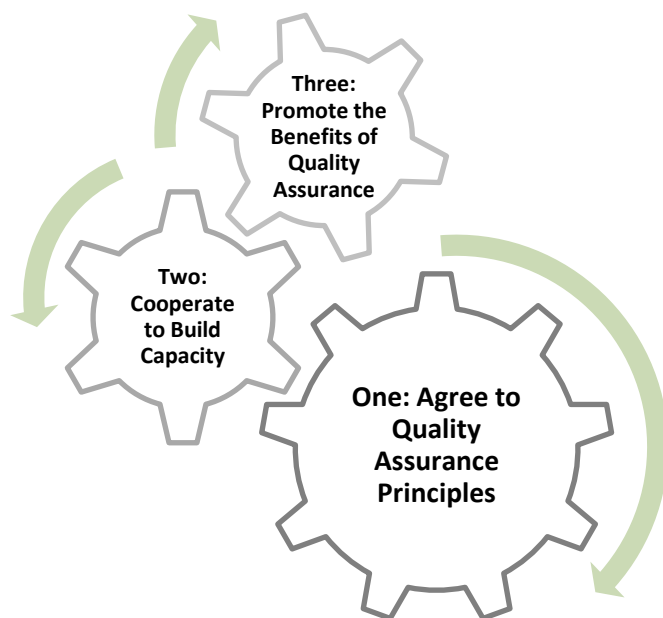 Three:
Promote the
Benefits of
Quality
Assurance
Two:
Cooperate
to Build
Capacity
One: Agree to
Quality
Assurance
Principles